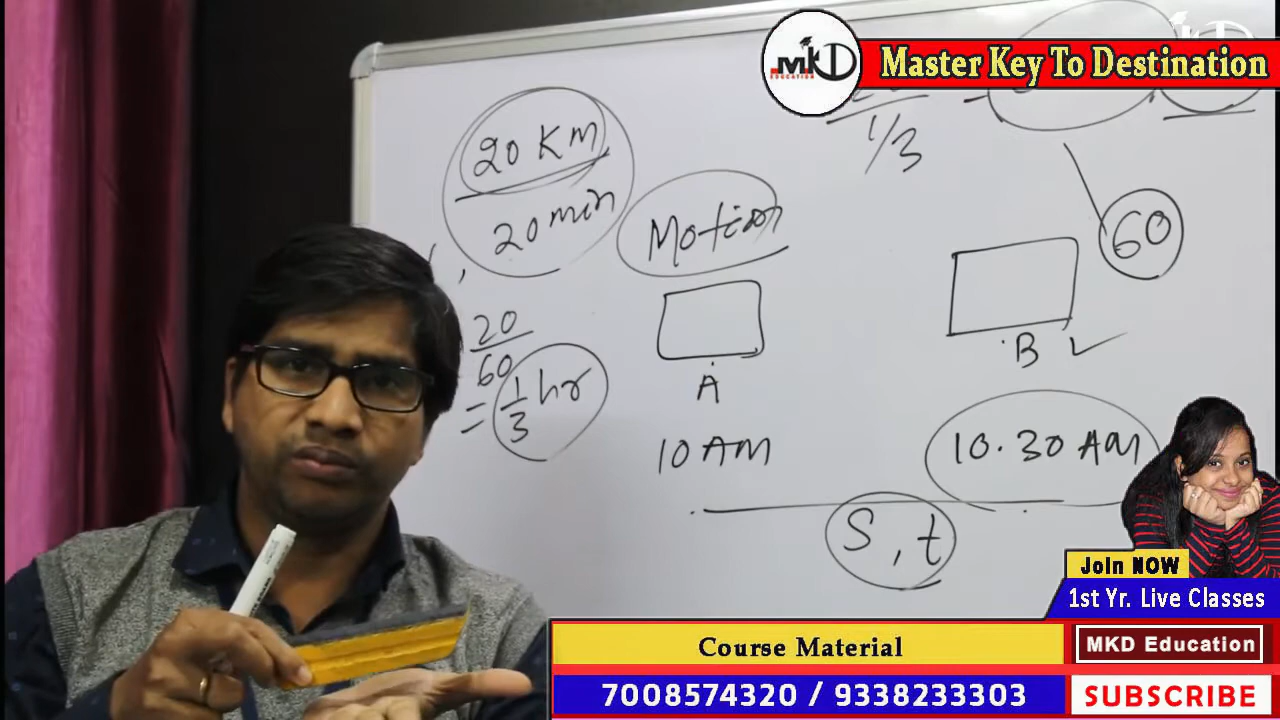 MKD
EDUCATION
Master Key To Destination
20 Km
20 min
1/3
Motion
60
20
60
= 1/3 hr
A
B ✓
10 AM
10.30 AM
S, t
Join NOW
1st Yr. Live Classes
Course Material
MKD Education
7008574320 / 9338233303
SUBSCRIBE